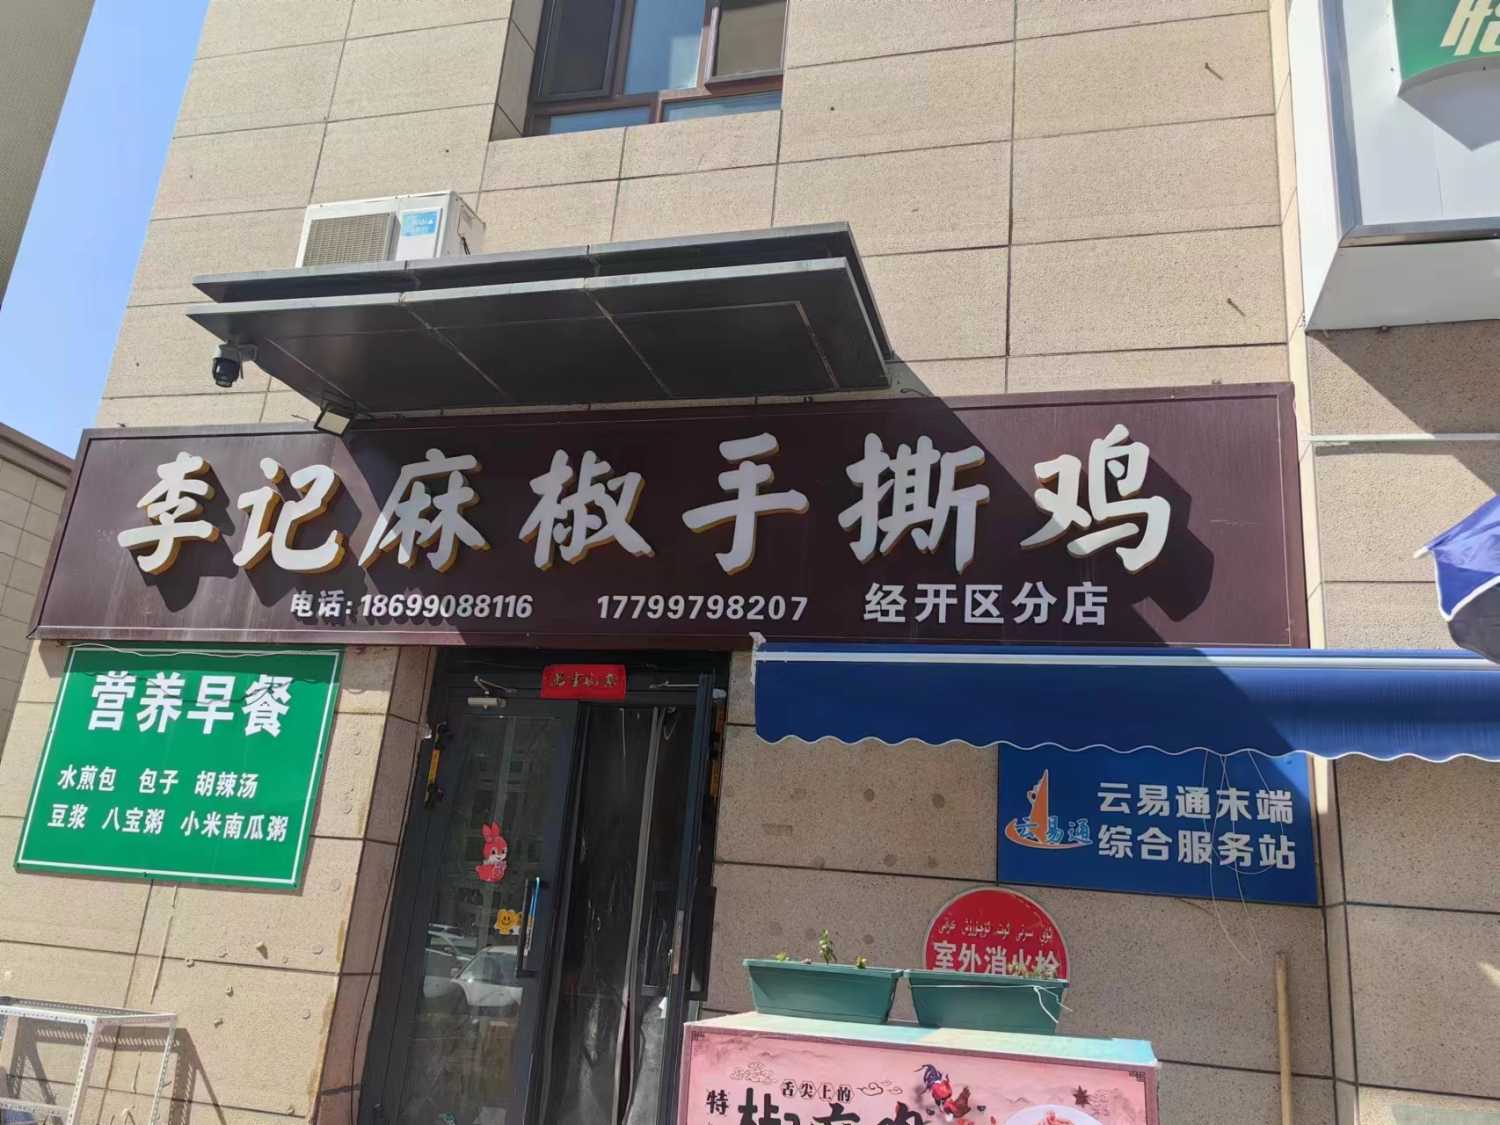 李记麻椒手撕鸡
电话:18699088116 17799798207 经开区分店
营养早餐
水煎包 包子 胡辣汤
豆浆 八宝粥 小米南瓜粥
云易通
云易通末端
综合服务站
室外消火栓
舌尖上的
特